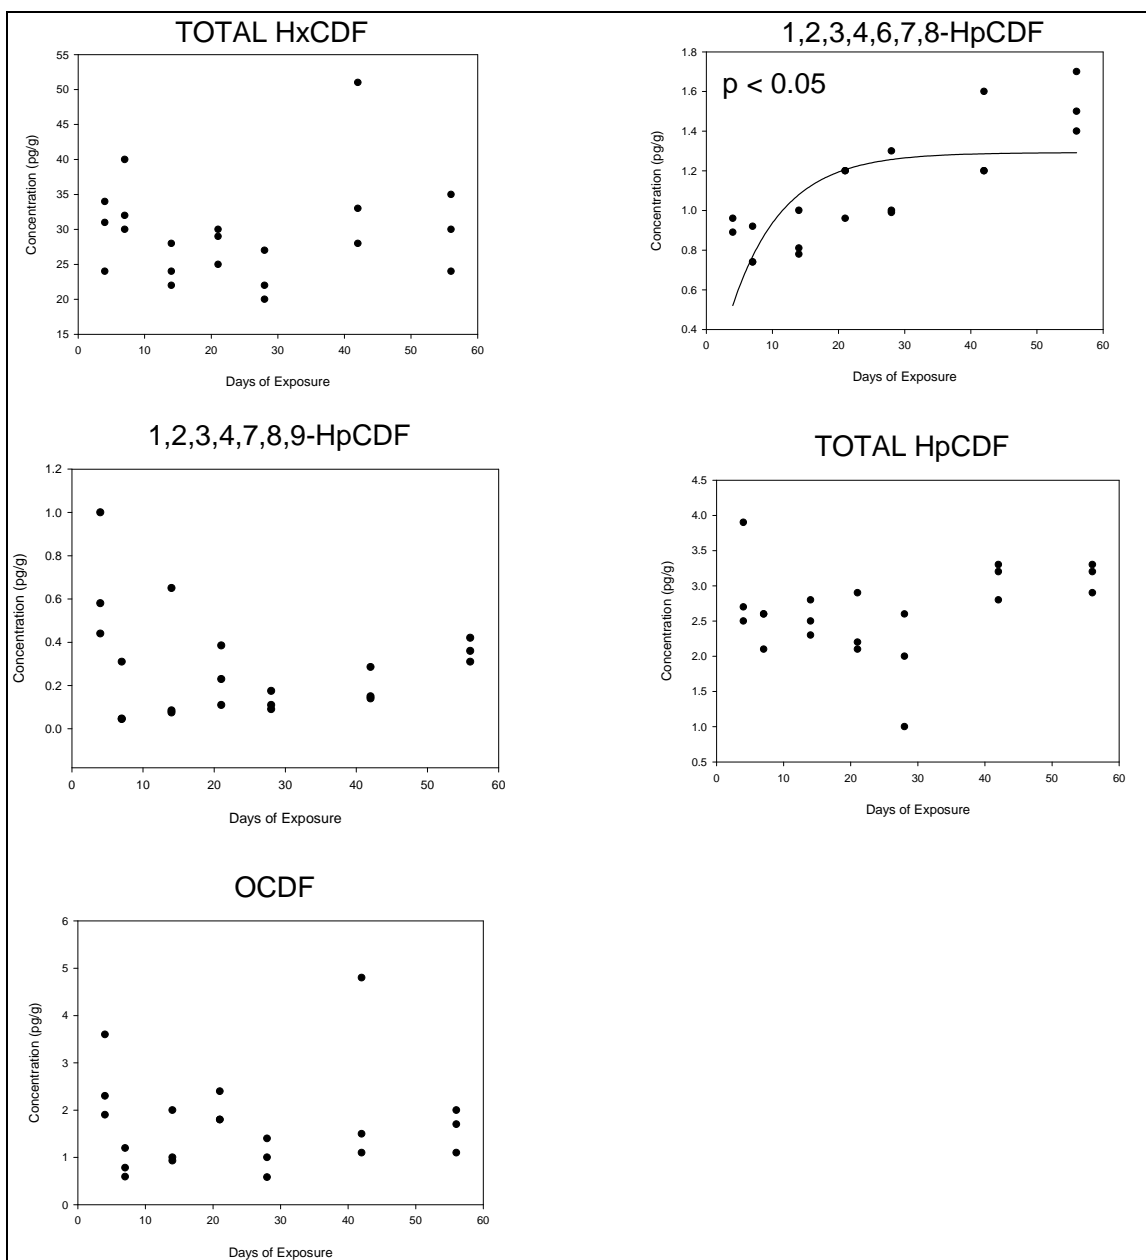 TOTAL HxCDF
55
50
45
40
35
30
25
20
15
Concentration (pg/g)
0 10 20 30 40 50 60
Days of Exposure
1,2,3,4,6,7,8-HpCDF
p < 0.05
1.8
1.6
1.4
1.2
1.0
0.8
0.6
0.4
Concentration (pg/g)
0 10 20 30 40 50 60
Days of Exposure
1,2,3,4,7,8,9-HpCDF
1.2
1.0
0.8
0.6
0.4
0.2
0.0
Concentration (pg/g)
0 10 20 30 40 50 60
Days of Exposure
TOTAL HpCDF
4.5
4.0
3.5
3.0
2.5
2.0
1.5
1.0
0.5
Concentration (pg/g)
0 10 20 30 40 50 60
Days of Exposure
OCDF
6
5
4
3
2
1
0
Concentration (pg/g)
0 10 20 30 40 50 60
Days of Exposure